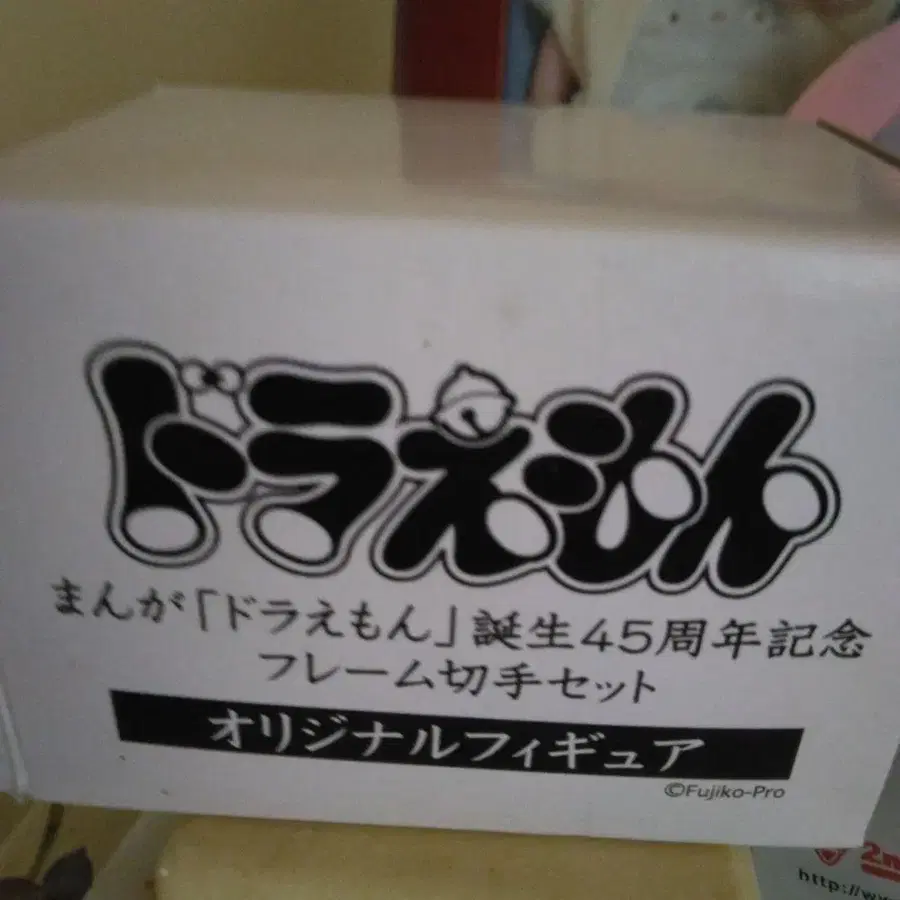 ドラえもん
まんが「ドラえもん」誕生45周年記念
フレーム切手セット
オリジナルフィギュア
©Fujiko-Pro
http://w